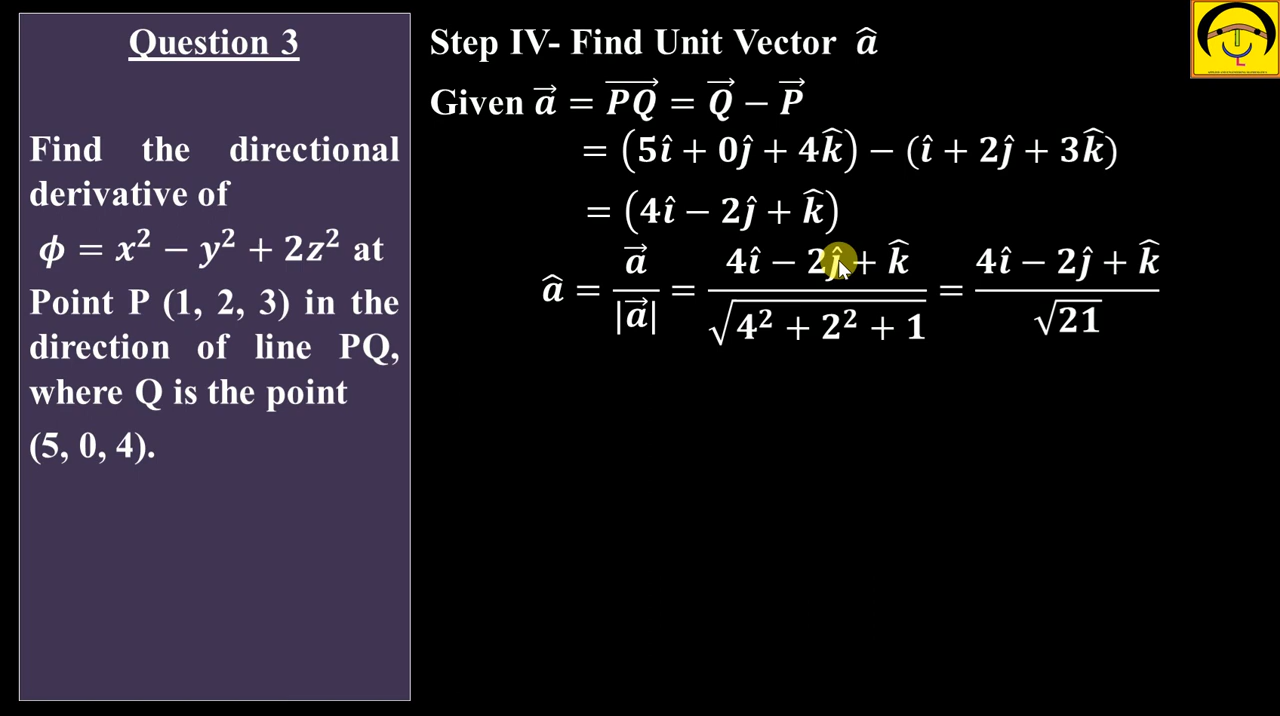 Question 3
Find the directional
derivative of
ϕ = x² − y² + 2z² at
Point P (1, 2, 3) in the
direction of line PQ,
where Q is the point
(5, 0, 4).
Step IV- Find Unit Vector â
Given a⃗ = P⃗Q⃗ = Q⃗ − P⃗
= (5î + 0ĵ + 4k̂) − (î + 2ĵ + 3k̂)
= (4î − 2ĵ + k̂)
â = a⃗/|a⃗| = (4î − 2ĵ + k̂)/√(4² + 2² + 1) = (4î − 2ĵ + k̂)/√21